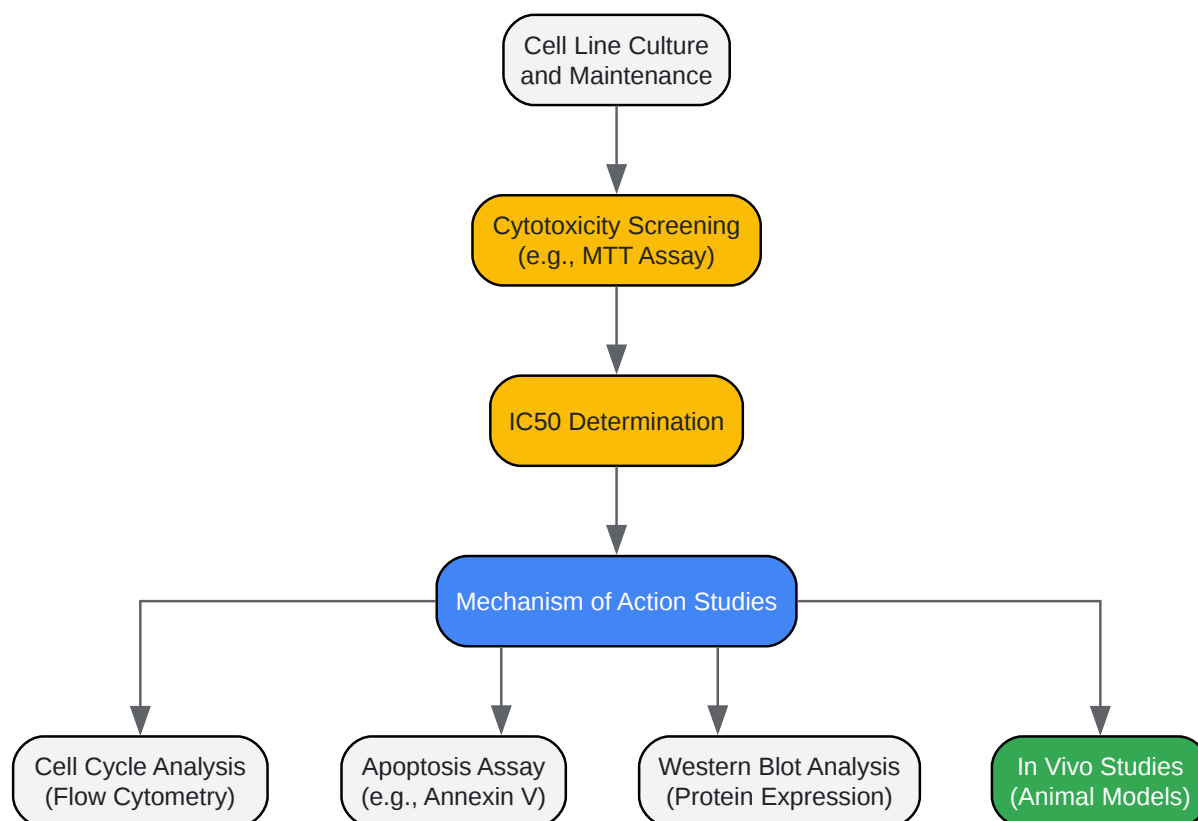 Cell Line Culture
and Maintenance
Cytotoxicity Screening
(e.g., MTT Assay)
IC50 Determination
Mechanism of Action Studies
Cell Cycle Analysis
(Flow Cytometry)
Apoptosis Assay
(e.g., Annexin V)
Western Blot Analysis
(Protein Expression)
In Vivo Studies
(Animal Models)